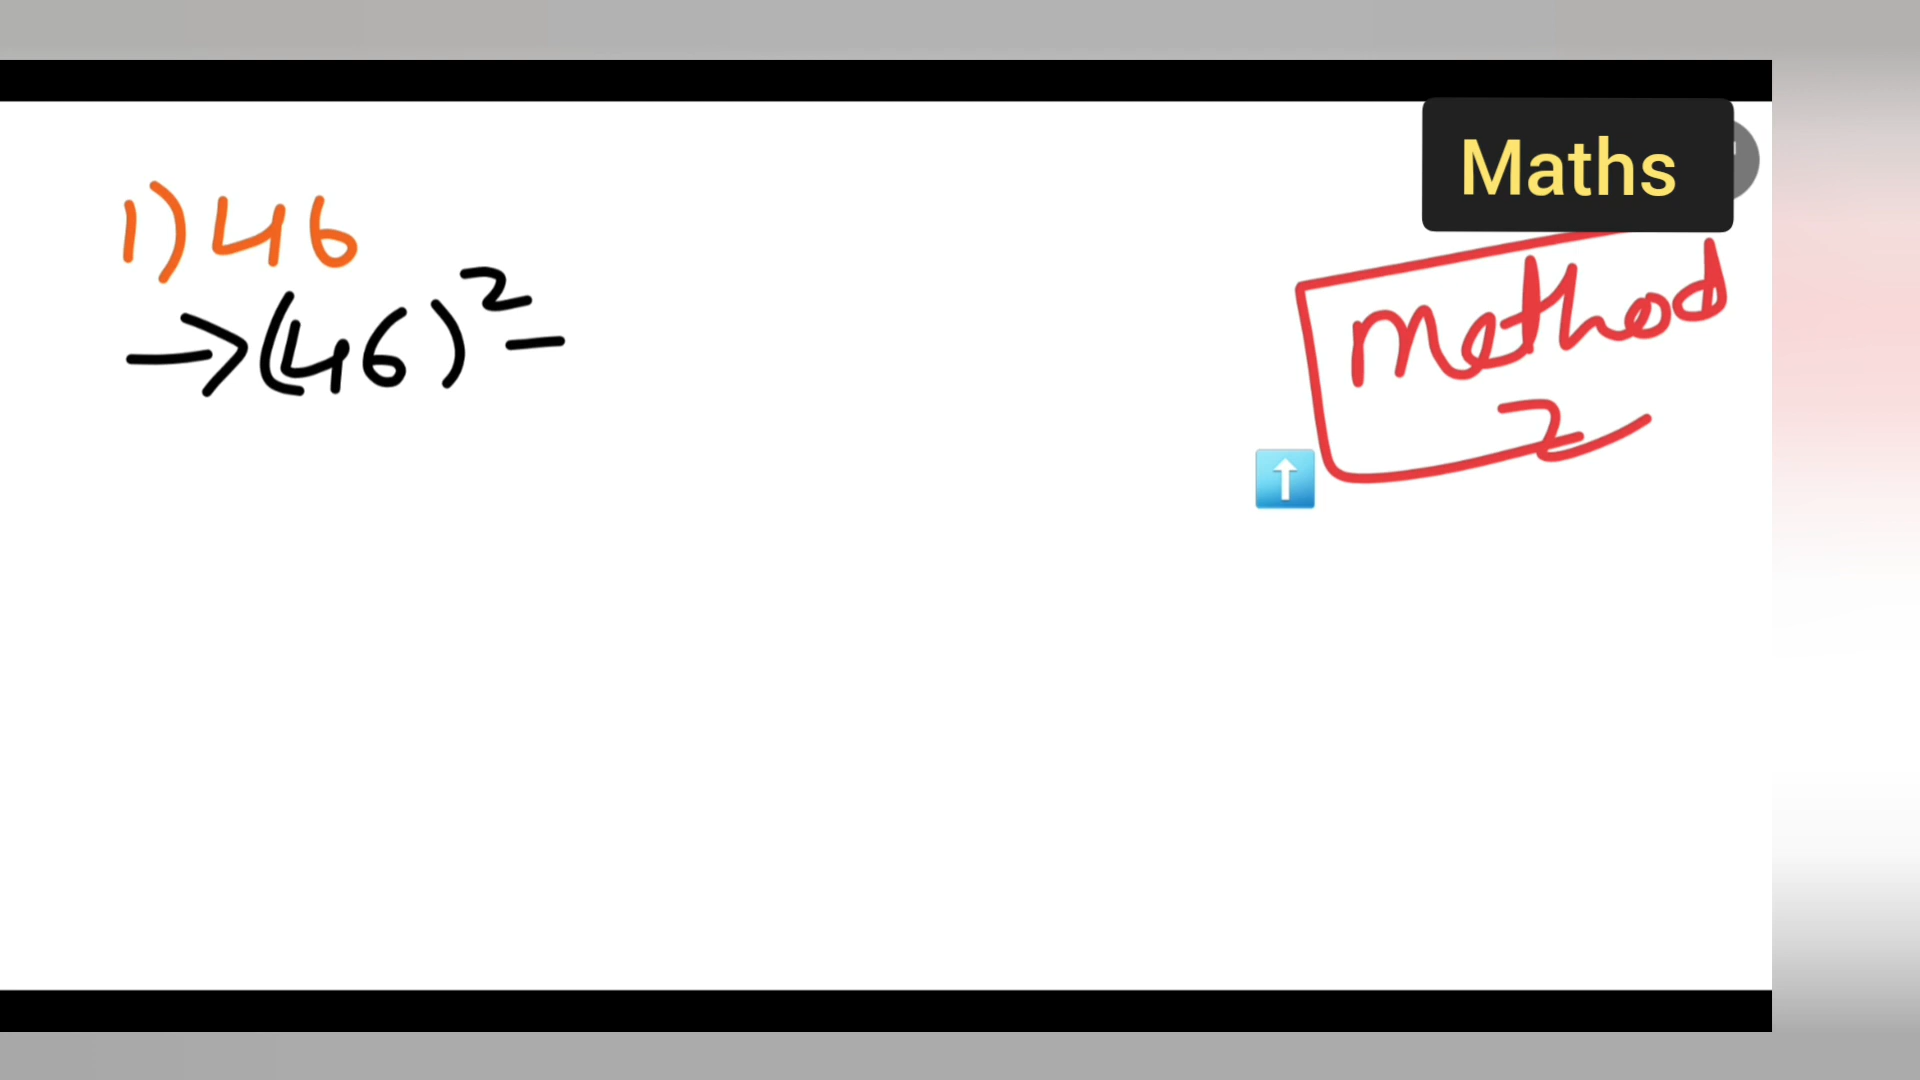 Maths
1) 46
→ (46)² –
Method
2